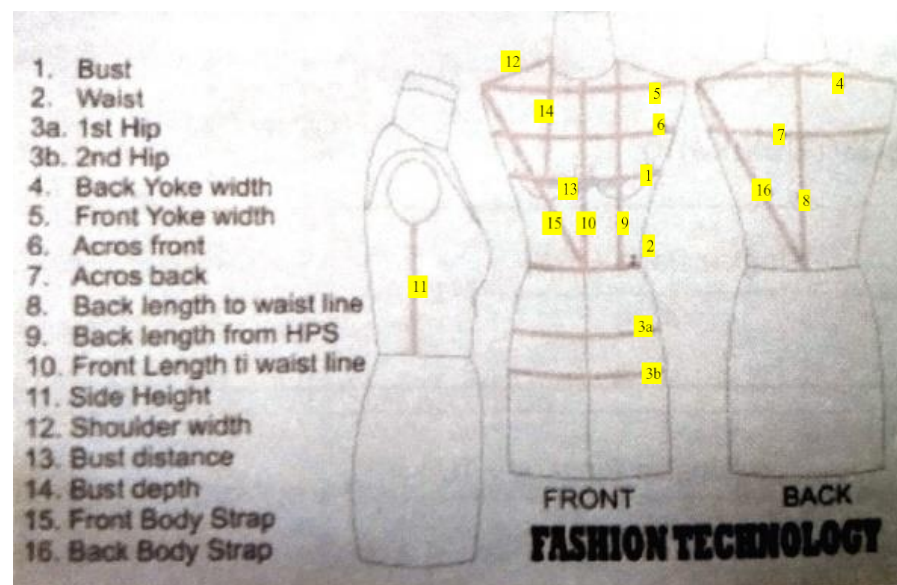 1. Bust
2. Waist
3a. 1st Hip
3b. 2nd Hip
4. Back Yoke width
5. Front Yoke width
6. Acros front
7. Acros back
8. Back length to waist line
9. Back length from HPS
10. Front Length ti waist line
11. Side Height
12. Shoulder width
13. Bust distance
14. Bust depth
15. Front Body Strap
16. Back Body Strap
12
5
4
14
6
7
1
13
16
15
10
9
8
2
11
3a
3b
FRONT
BACK
FASHION TECHNOLOGY